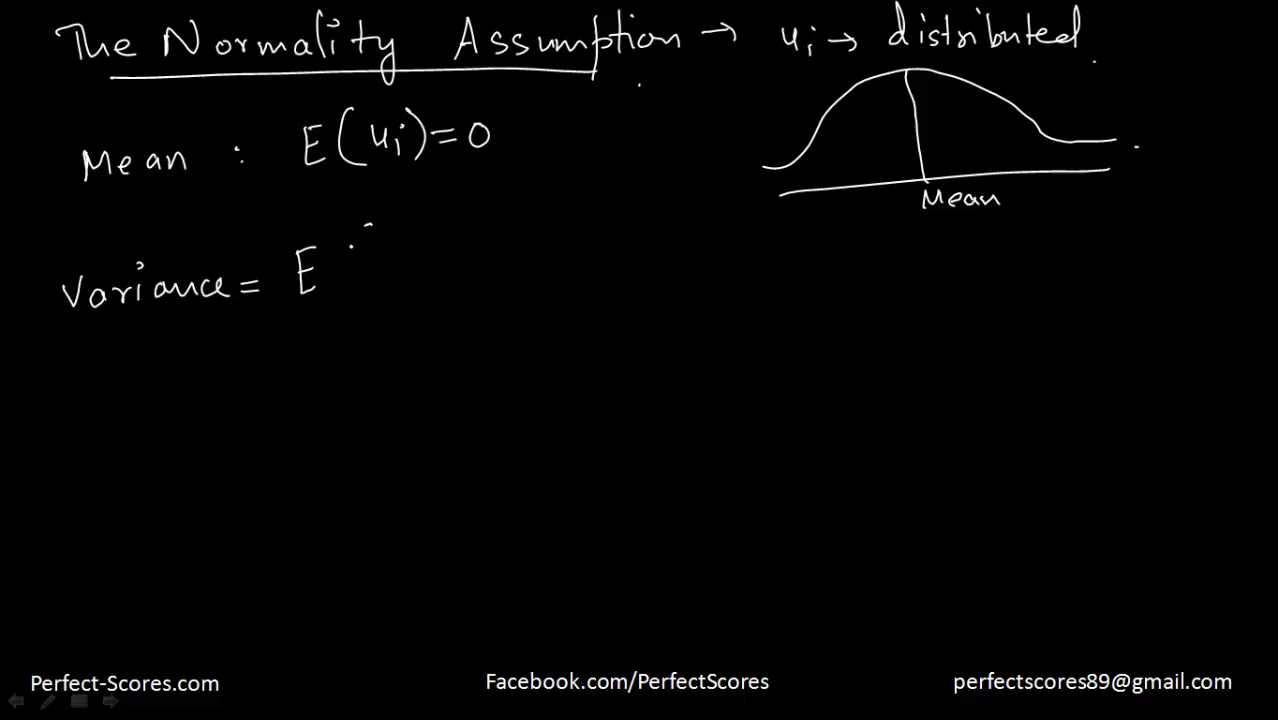 The Normality Assumption → ui → distributed.
Mean : E(ui)=0
Mean
Variance = E
Perfect-Scores.com
Facebook.com/PerfectScores
perfectscores89@gmail.com